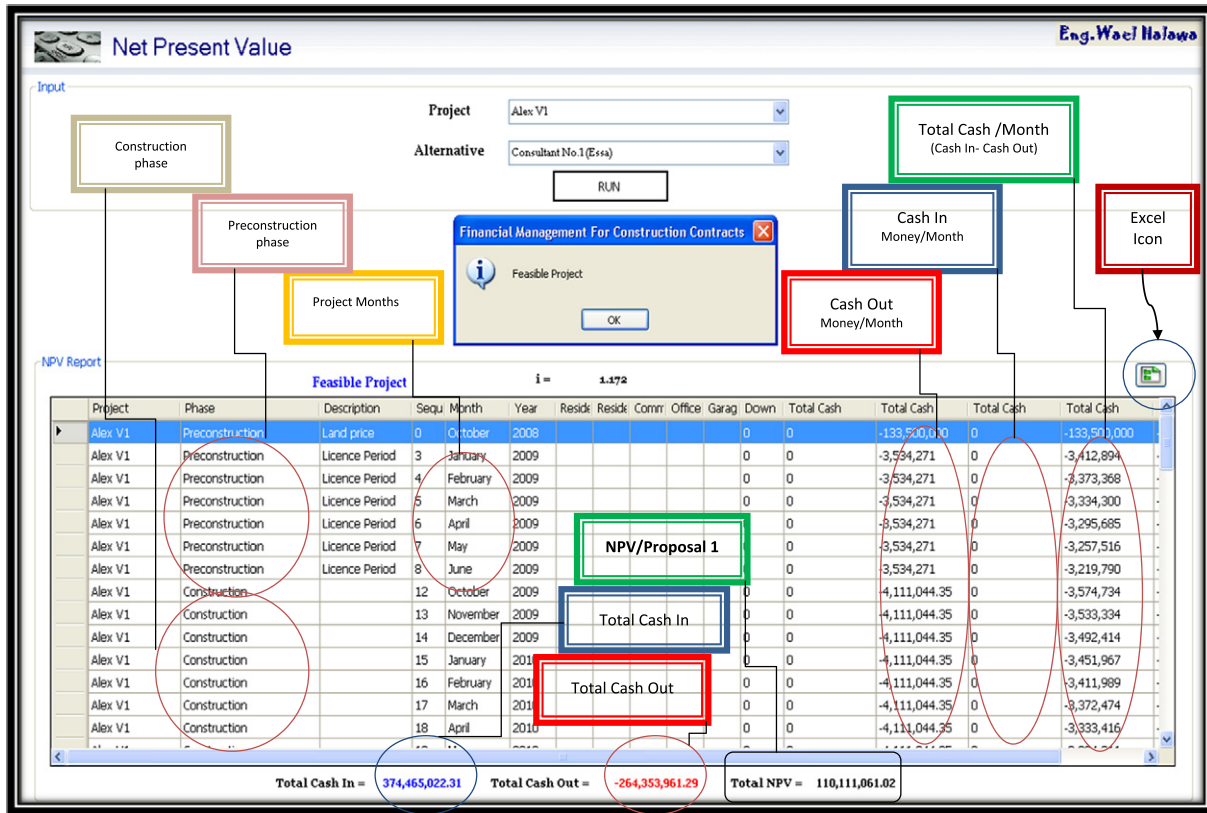 Net Present Value
Eng.Wael Halawa
Input
Project Alex V1
Alternative Consultant No.1(Essa)
RUN
Construction
phase
Preconstruction
phase
Project Months
Total Cash /Month
(Cash In- Cash Out)
Cash In
Money/Month
Excel
Icon
Cash Out
Money/Month
Financial Management For Construction Contracts
Feasible Project
OK
NPV Report
Feasible Project i = 1.172
Project Phase Description Sequ Month Year Reside Reside Comm Office Garag Down Total Cash Total Cash Total Cash Total Cash
Alex V1 Preconstruction Land price 0 October 2008 0 0 -133,500,000 0 -133,500,000
Alex V1 Preconstruction Licence Period 3 January 2009 0 0 -3,534,271 0 -3,412,894
Alex V1 Preconstruction Licence Period 4 February 2009 0 0 -3,534,271 0 -3,373,368
Alex V1 Preconstruction Licence Period 5 March 2009 0 0 -3,534,271 0 -3,334,300
Alex V1 Preconstruction Licence Period 6 April 2009 0 0 -3,534,271 0 -3,295,685
Alex V1 Preconstruction Licence Period 7 May 2009 0 0 -3,534,271 0 -3,257,516
Alex V1 Preconstruction Licence Period 8 June 2009 0 0 -3,534,271 0 -3,219,790
Alex V1 Construction 12 October 2009 0 0 -4,111,044.35 0 -3,574,734
Alex V1 Construction 13 November 2009 0 0 -4,111,044.35 0 -3,533,334
Alex V1 Construction 14 December 2009 0 0 -4,111,044.35 0 -3,492,414
Alex V1 Construction 15 January 2010 0 0 -4,111,044.35 0 -3,451,967
Alex V1 Construction 16 February 2010 0 0 -4,111,044.35 0 -3,411,989
Alex V1 Construction 17 March 2010 0 0 -4,111,044.35 0 -3,372,474
Alex V1 Construction 18 April 2010 0 0 -4,111,044.35 0 -3,333,416
NPV/Proposal 1
Total Cash In
Total Cash Out
Total Cash In = 374,465,022.31 Total Cash Out = -264,353,961.29 Total NPV = 110,111,061.02